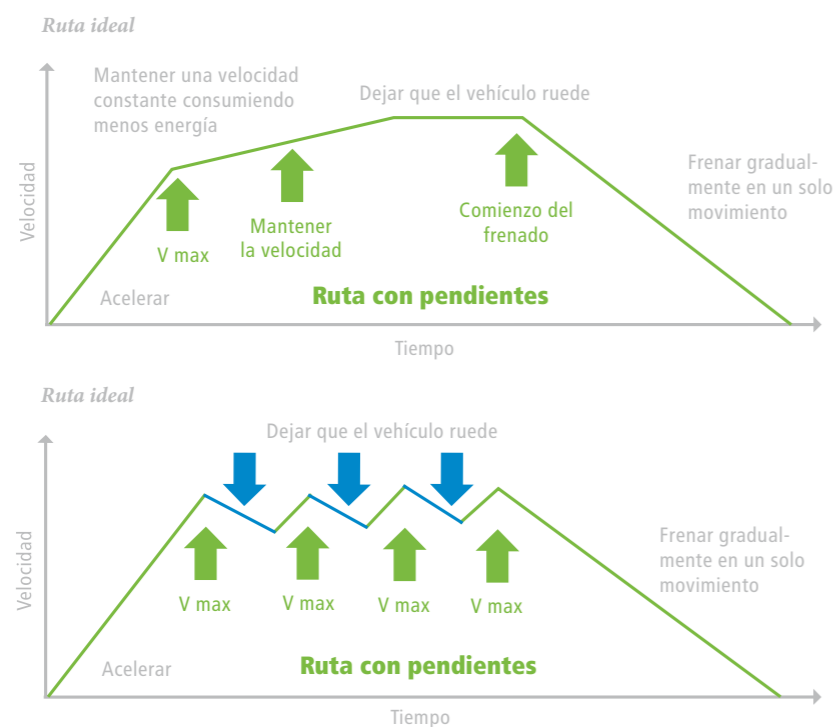 Ruta ideal
Mantener una velocidad
constante consumiendo
menos energía
Dejar que el vehículo ruede
Velocidad
V max
Mantener
la velocidad
Comienzo del
frenado
Frenar gradual-
mente en un solo
movimiento
Acelerar
Ruta con pendientes
Tiempo
Ruta ideal
Dejar que el vehículo ruede
Velocidad
V max
V max
V max
V max
Frenar gradual-
mente en un solo
movimiento
Acelerar
Ruta con pendientes
Tiempo